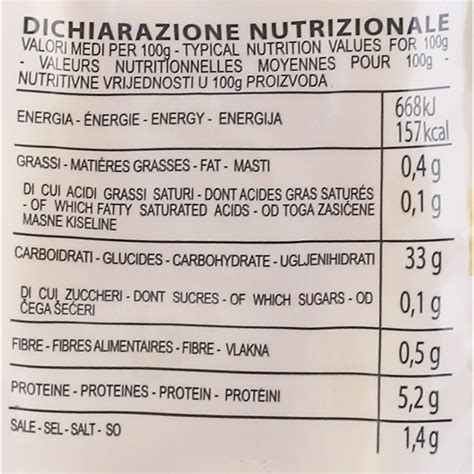 DICHIARAZIONE NUTRIZIONALE
VALORI MEDI PER 100g - TYPICAL NUTRITION VALUES FOR 100g
- VALEURS NUTRITIONNELLES MOYENNES POUR 100g -
NUTRITIVNE VRIJEDNOSTI U 100g PROIZVODA
ENERGIA - ÉNERGIE - ENERGY - ENERGIJA 668kJ
157kcal
GRASSI - MATIÈRES GRASSES - FAT - MASTI 0,4 g
DI CUI ACIDI GRASSI SATURI - DONT ACIDES GRAS SATURÉS
- OF WHICH FATTY SATURATED ACIDS - OD TOGA ZASIĆENE 0,1 g
MASNE KISELINE
CARBOIDRATI - GLUCIDES - CARBOHYDRATE - UGLJENIHIDRATI 33 g
DI CUI ZUCCHERI - DONT SUCRES - OF WHICH SUGARS - OD 0,1 g
ČEGA ŠEĆERI
FIBRE - FIBRES ALIMENTAIRES - FIBRE - VLAKNA 0,5 g
PROTEINE - PROTEINES - PROTEIN - PROTÉINI 5,2 g
SALE - SEL - SALT - SO 1,4 g